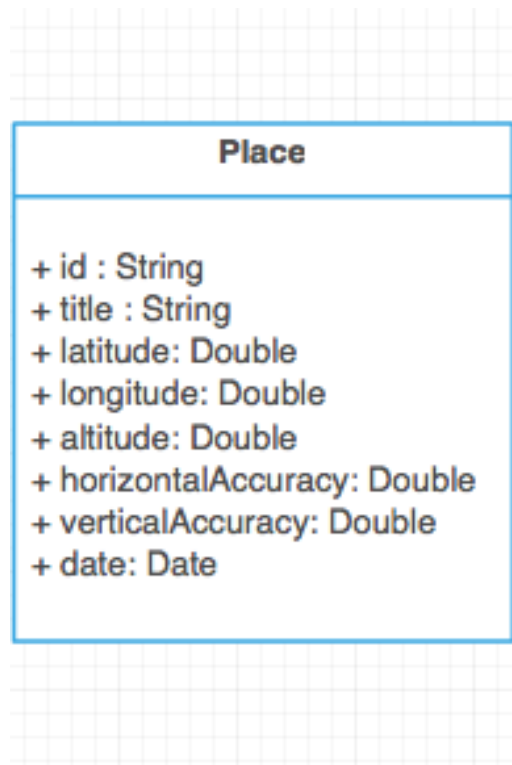 Place
+ id : String
+ title : String
+ latitude: Double
+ longitude: Double
+ altitude: Double
+ horizontalAccuracy: Double
+ verticalAccuracy: Double
+ date: Date